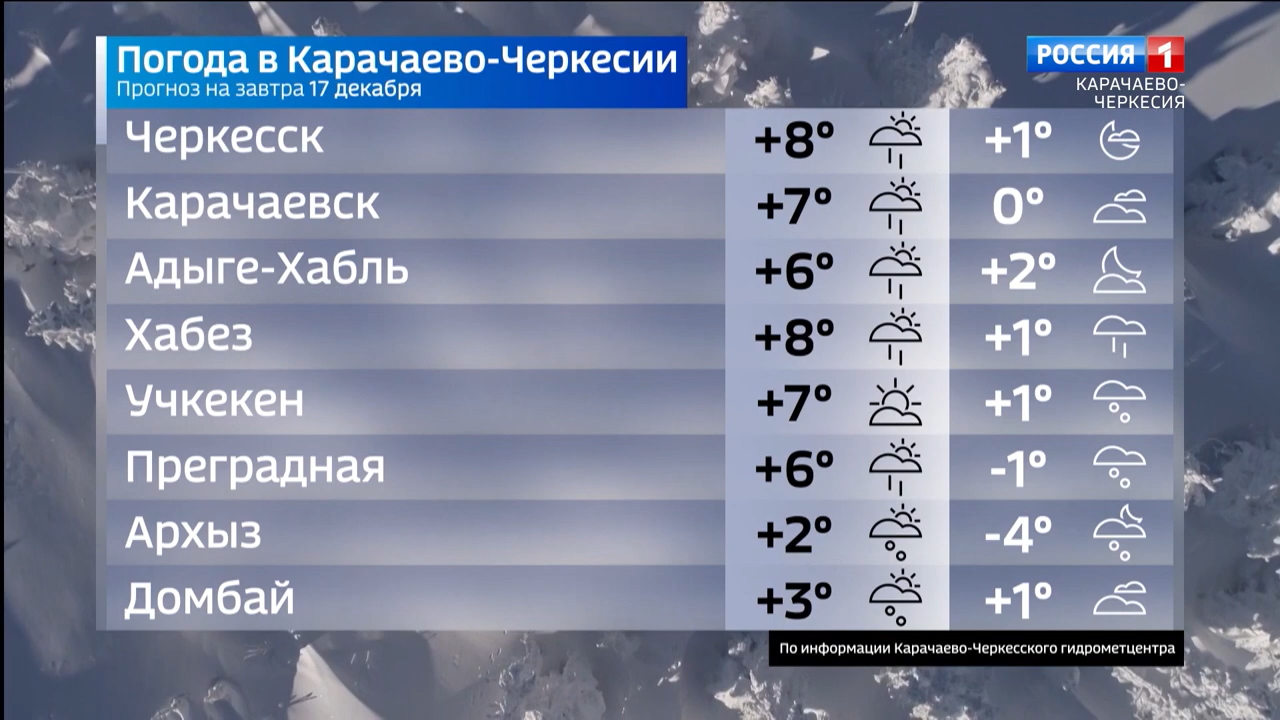 Погода в Карачаево-Черкесии
Прогноз на завтра 17 декабря
РОССИЯ 1
КАРАЧАЕВО-
ЧЕРКЕСИЯ
Черкесск +8° +1°
Карачаевск +7° 0°
Адыге-Хабль +6° +2°
Хабез +8° +1°
Учкекен +7° +1°
Преградная +6° -1°
Архыз +2° -4°
Домбай +3° +1°
По информации Карачаево-Черкесского гидрометцентра